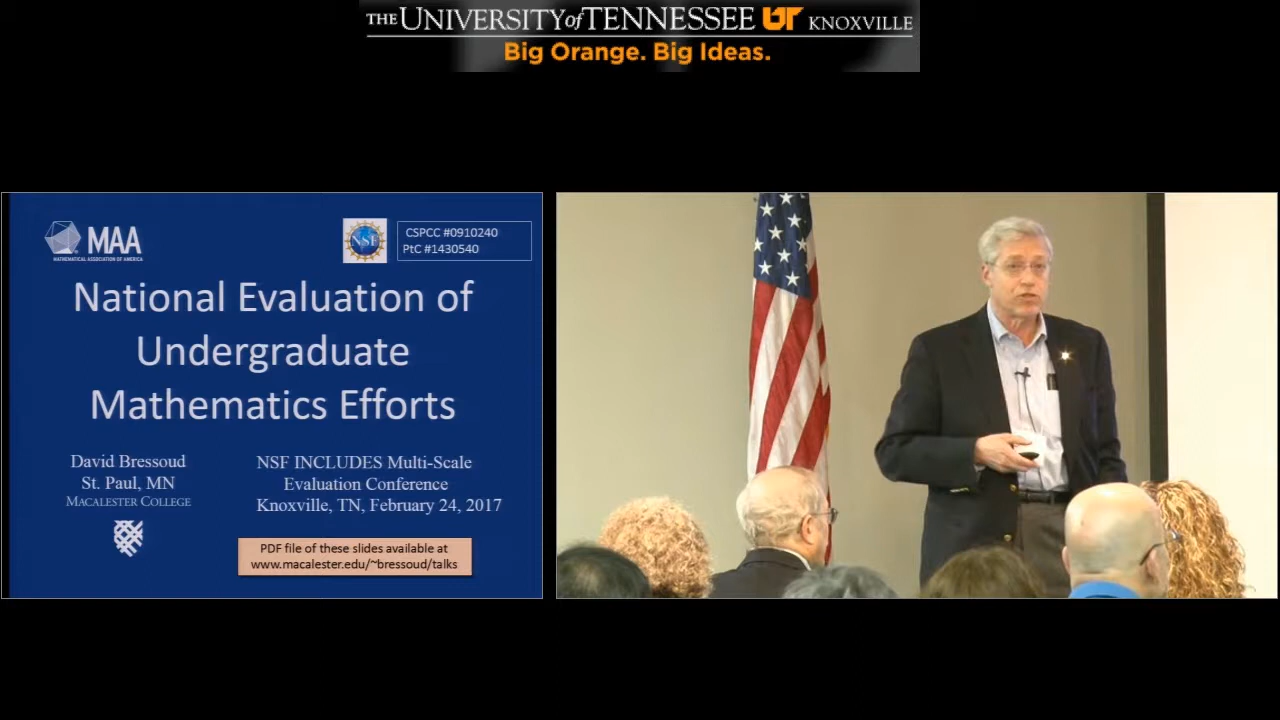 THE UNIVERSITY of TENNESSEE UT KNOXVILLE
Big Orange. Big Ideas.
MAA
MATHEMATICAL ASSOCIATION OF AMERICA
NSF
CSPCC #0910240
PtC #1430540
National Evaluation of
Undergraduate
Mathematics Efforts
David Bressoud
St. Paul, MN
MACALESTER COLLEGE
NSF INCLUDES Multi-Scale
Evaluation Conference
Knoxville, TN, February 24, 2017
PDF file of these slides available at
www.macalester.edu/~bressoud/talks